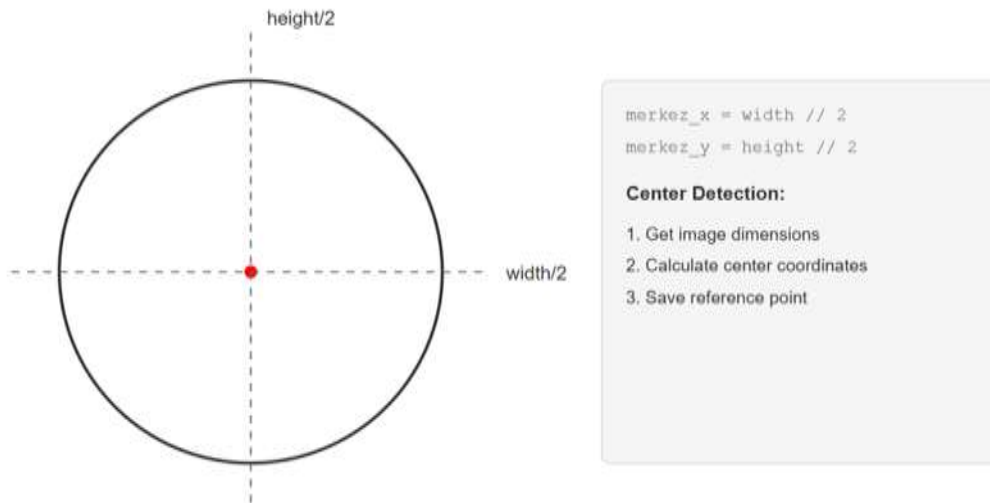 height/2
width/2
merkez_x = width // 2
merkez_y = height // 2
Center Detection:
1. Get image dimensions
2. Calculate center coordinates
3. Save reference point